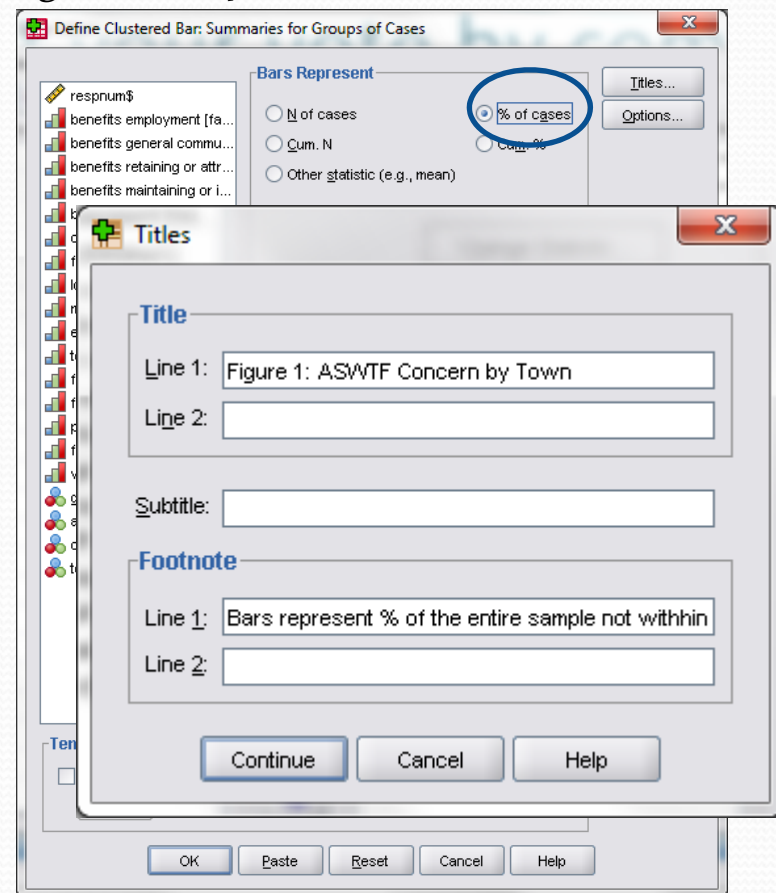 Define Clustered Bar: Summaries for Groups of Cases
respnum$
benefits employment [fa...
benefits general commu...
benefits retaining or attr...
benefits maintaining or i...
Bars Represent
N of cases
% of cases
Cum. N
Cum. %
Other statistic (e.g., mean)
Titles...
Options...
Titles
Title
Line 1: Figure 1: ASWTF Concern by Town
Line 2:
Subtitle:
Footnote
Line 1: Bars represent % of the entire sample not withhin
Line 2:
Continue Cancel Help
OK Paste Reset Cancel Help